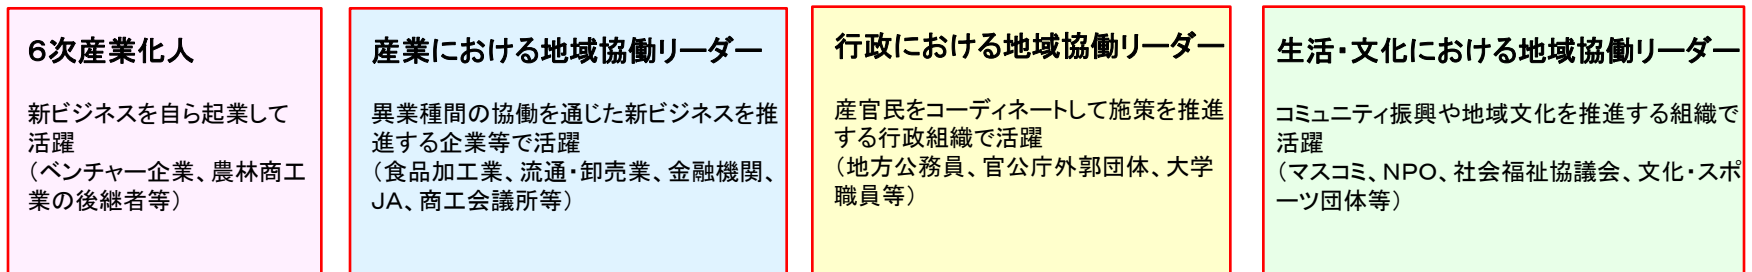 ６次産業化人
新ビジネスを自ら起業して
活躍
（ベンチャー企業、農林商工
業の後継者等）
産業における地域協働リーダー
異業種間の協働を通じた新ビジネスを推
進する企業等で活躍
（食品加工業、流通・卸売業、金融機関、
ＪＡ、商工会議所等）
行政における地域協働リーダー
産官民をコーディネートして施策を推進
する行政組織で活躍
（地方公務員、官公庁外郭団体、大学
職員等）
生活・文化における地域協働リーダー
コミュニティ振興や地域文化を推進する組織で
活躍
（マスコミ、ＮＰＯ、社会福祉協議会、文化・スポ
ーツ団体等）